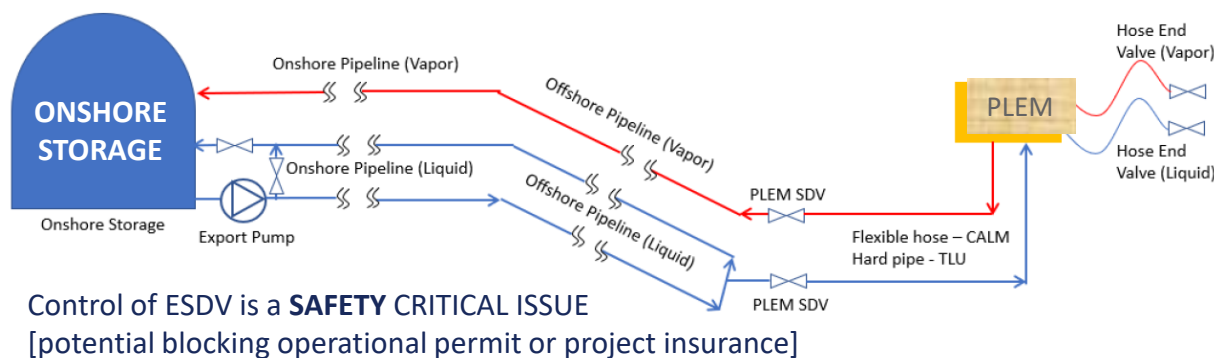 Hose End
Valve (Vapor)
Onshore Pipeline (Vapor)
Offshore Pipeline (Vapor)
ONSHORE
STORAGE
PLEM
Onshore Pipeline (Liquid)
Hose End
Valve (Liquid)
Offshore Pipeline (Liquid)
PLEM SDV
Onshore Storage
Export Pump
Flexible hose – CALM
Hard pipe - TLU
PLEM SDV
Control of ESDV is a SAFETY CRITICAL ISSUE
[potential blocking operational permit or project insurance]